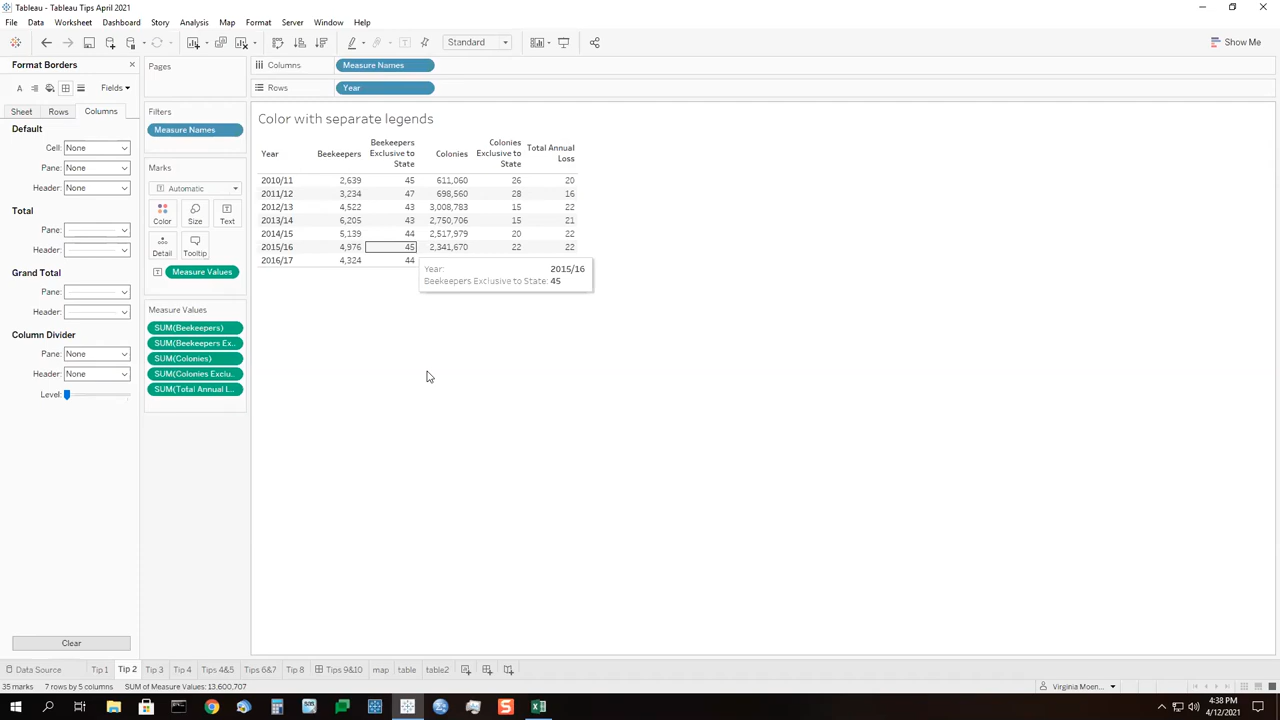 Tableau - Tableau Tips April 2021
File Data Worksheet Dashboard Story Analysis Map Format Server Window Help
Standard
Show Me
Format Borders
Fields
Sheet Rows Columns
Default
Cell: None
Pane: None
Header: None
Total
Pane:
Header:
Grand Total
Pane:
Header:
Column Divider
Pane: None
Header: None
Level:
Clear
Pages
Filters
Measure Names
Marks
Automatic
Color Size Text
Detail Tooltip
Measure Values
Measure Values
SUM(Beekeepers)
SUM(Beekeepers Ex..
SUM(Colonies)
SUM(Colonies Exclu..
SUM(Total Annual L..
Columns Measure Names
Rows Year
Color with separate legends
Year Beekeepers Beekeepers Exclusive to State Colonies Colonies Exclusive to State Total Annual Loss
2010/11 2,639 45 611,060 26 20
2011/12 3,234 47 698,560 28 16
2012/13 4,522 43 3,008,783 15 22
2013/14 6,205 43 2,750,706 15 21
2014/15 5,139 44 2,517,979 20 22
2015/16 4,976 45 2,341,670 22 22
2016/17 4,324 44
Year: 2015/16
Beekeepers Exclusive to State: 45
Data Source Tip 1 Tip 2 Tip 3 Tip 4 Tips 4&5 Tips 6&7 Tip 8 Tips 9&10 map table table2
35 marks 7 rows by 5 columns SUM of Measure Values: 13,600,707
Virginia Moen...
4:38 PM
4/12/2021